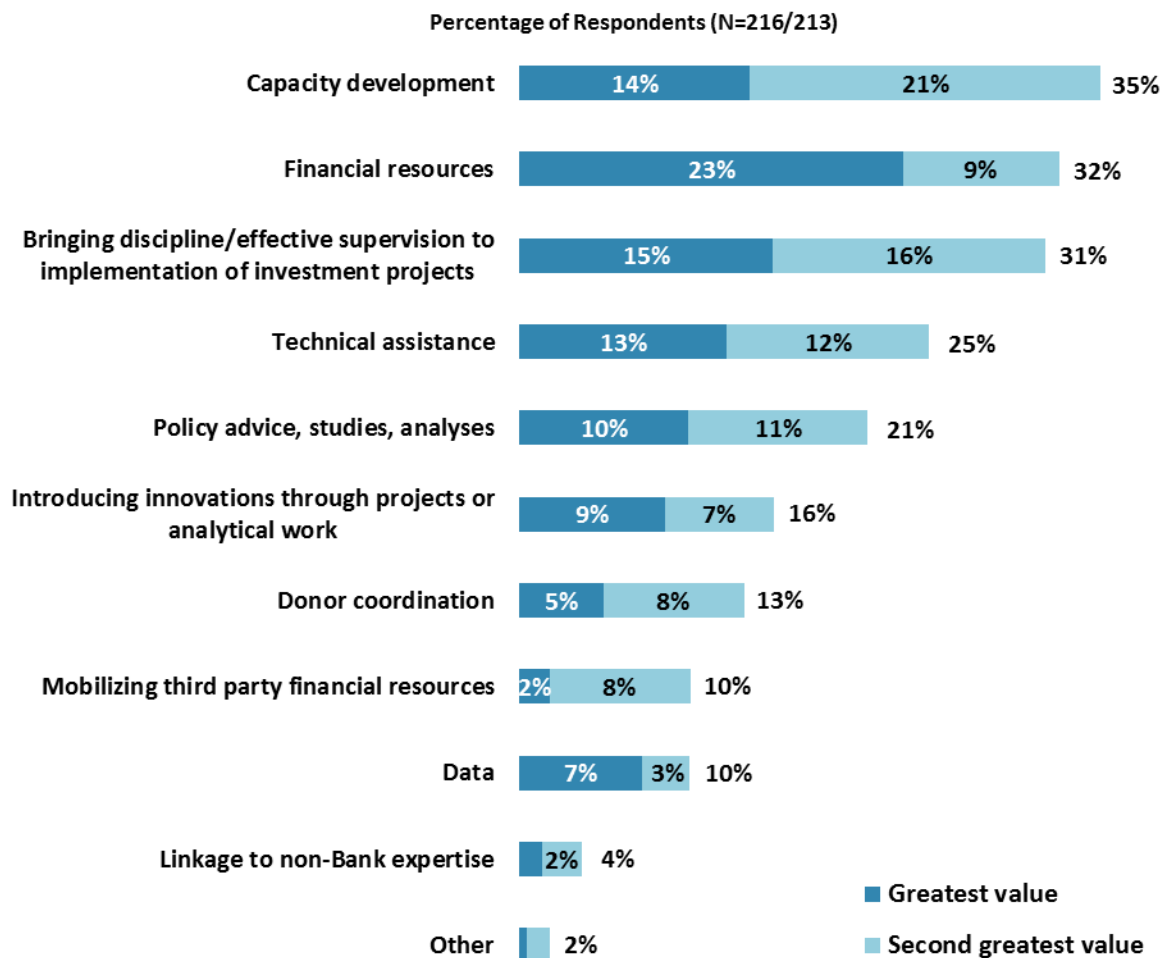 Percentage of Respondents (N=216/213)
Capacity development 14% 21% 35%
Financial resources 23% 9% 32%
Bringing discipline/effective supervision to
implementation of investment projects 15% 16% 31%
Technical assistance 13% 12% 25%
Policy advice, studies, analyses 10% 11% 21%
Introducing innovations through projects or
analytical work 9% 7% 16%
Donor coordination 5% 8% 13%
Mobilizing third party financial resources 2% 8% 10%
Data 7% 3% 10%
Linkage to non-Bank expertise 2% 4%
Other 2%
Greatest value
Second greatest value